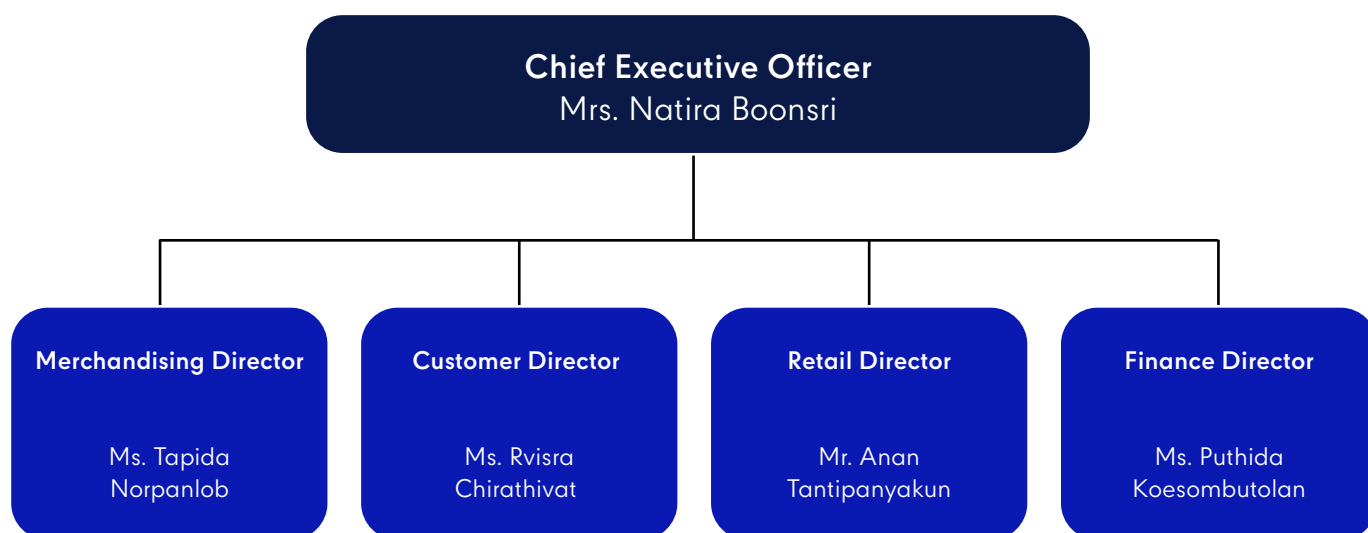 Chief Executive Officer
Mrs. Natira Boonsri
Merchandising Director
Ms. Tapida
Norpanlob
Customer Director
Ms. Rvisra
Chirathivat
Retail Director
Mr. Anan
Tantipanyakun
Finance Director
Ms. Puthida
Koesombutolan